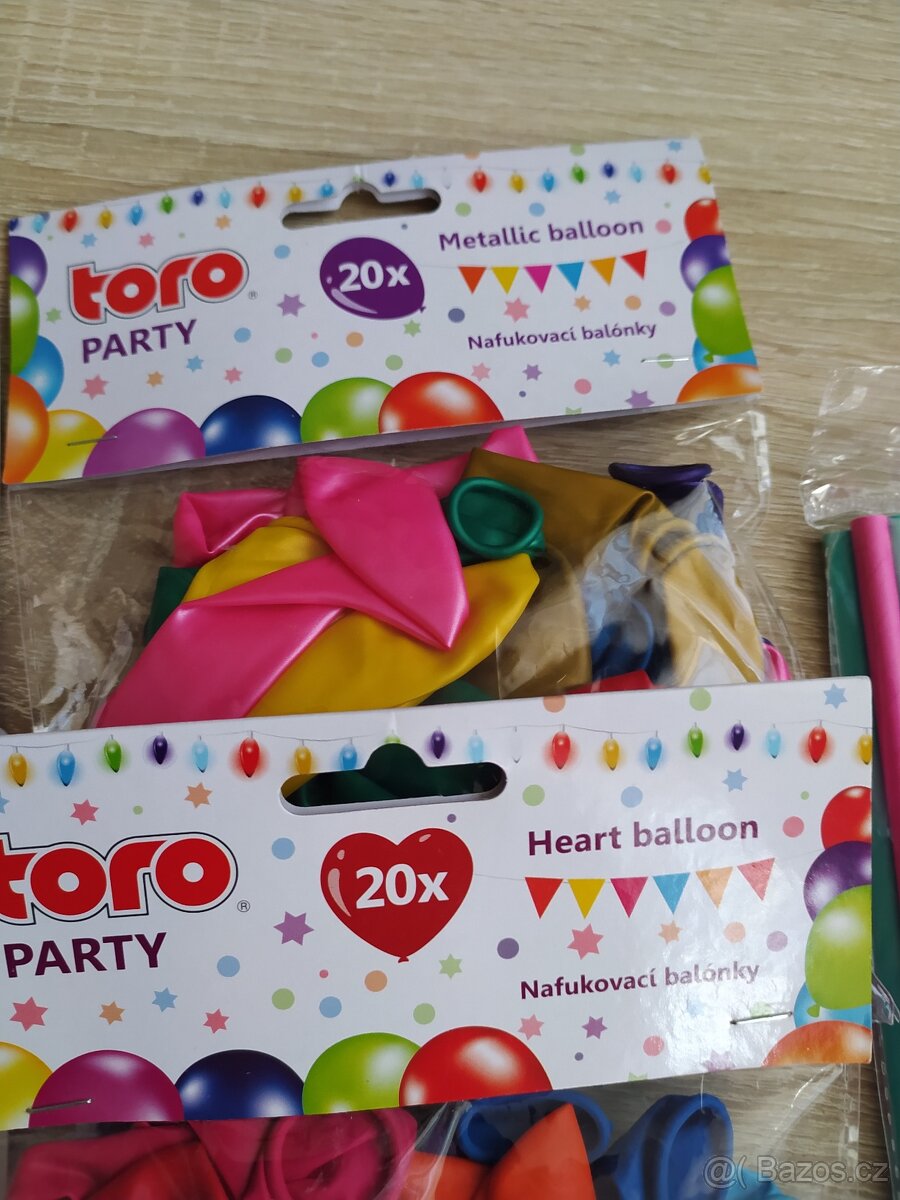 toro®
PARTY
20x
Metallic balloon
Nafukovací balónky
toro®
PARTY
20x
Heart balloon
Nafukovací balónky
@( Bazos.cz